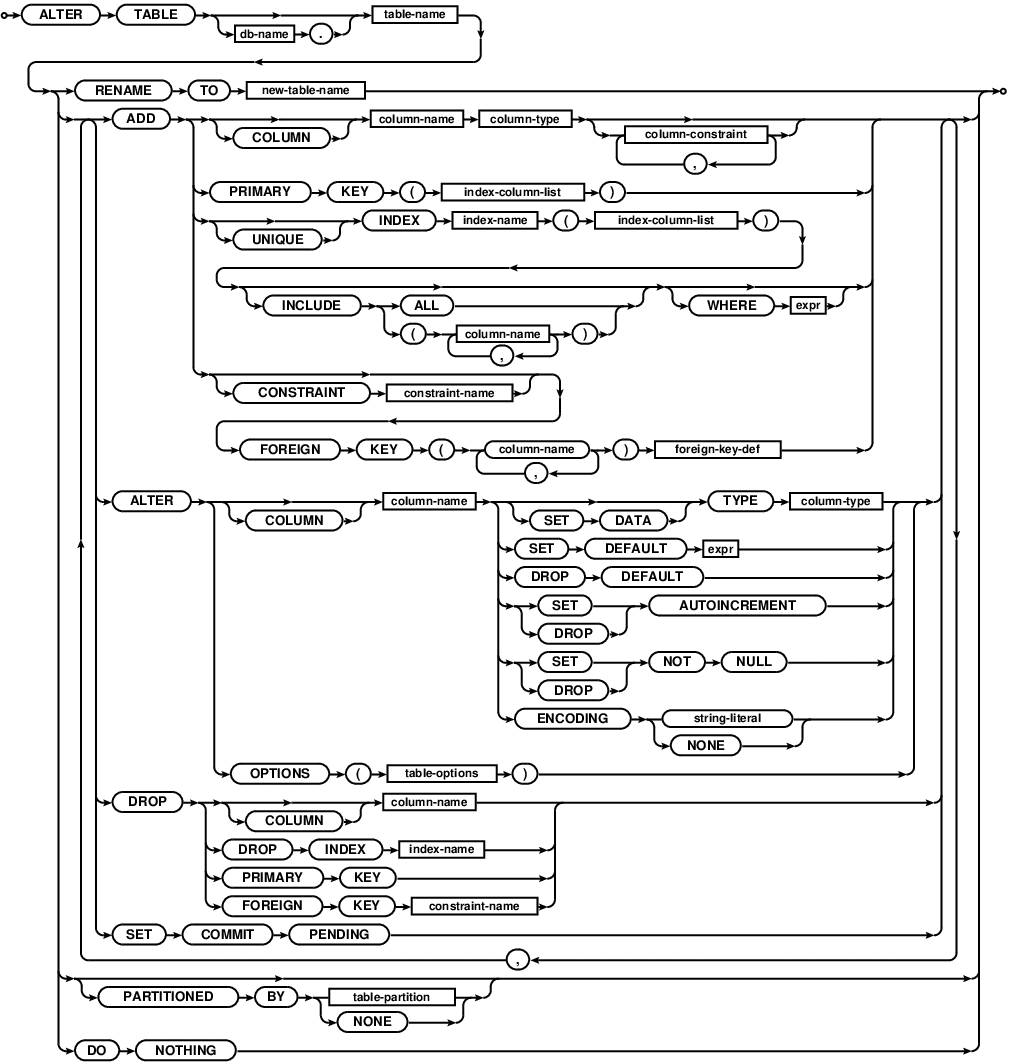 ALTER TABLE db-name . table-name
RENAME TO new-table-name
ADD COLUMN column-name column-type column-constraint ,
PRIMARY KEY ( index-column-list )
UNIQUE INDEX index-name ( index-column-list )
INCLUDE ALL WHERE expr
( column-name , )
CONSTRAINT constraint-name
FOREIGN KEY ( column-name , ) foreign-key-def
ALTER COLUMN column-name SET DATA TYPE column-type
SET DEFAULT expr
DROP DEFAULT
SET AUTOINCREMENT
DROP
SET NOT NULL
DROP
ENCODING string-literal
NONE
OPTIONS ( table-options )
DROP COLUMN column-name
DROP INDEX index-name
PRIMARY KEY
FOREIGN KEY constraint-name
SET COMMIT PENDING
,
PARTITIONED BY table-partition
NONE
DO NOTHING